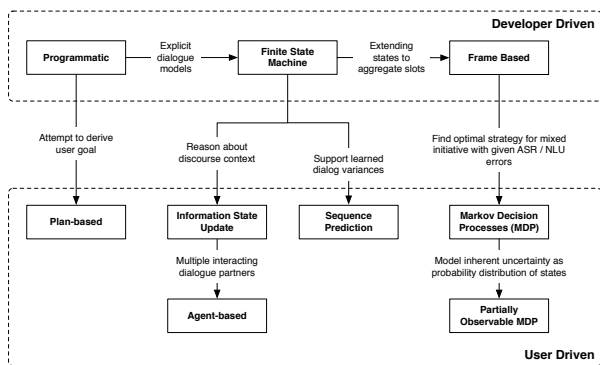 Developer Driven
Programmatic
Explicit
dialogue
models
Finite State
Machine
Extending
states to
aggregate slots
Frame Based
Attempt to derive
user goal
Reason about
discourse context
Support learned
dialog variances
Find optimal strategy for mixed
initiative with given ASR / NLU
errors
Plan-based
Information State
Update
Sequence
Prediction
Markov Decision
Processes (MDP)
Multiple interacting
dialogue partners
Model inherent uncertainty as
probability distribution of states
Agent-based
Partially
Observable MDP
User Driven